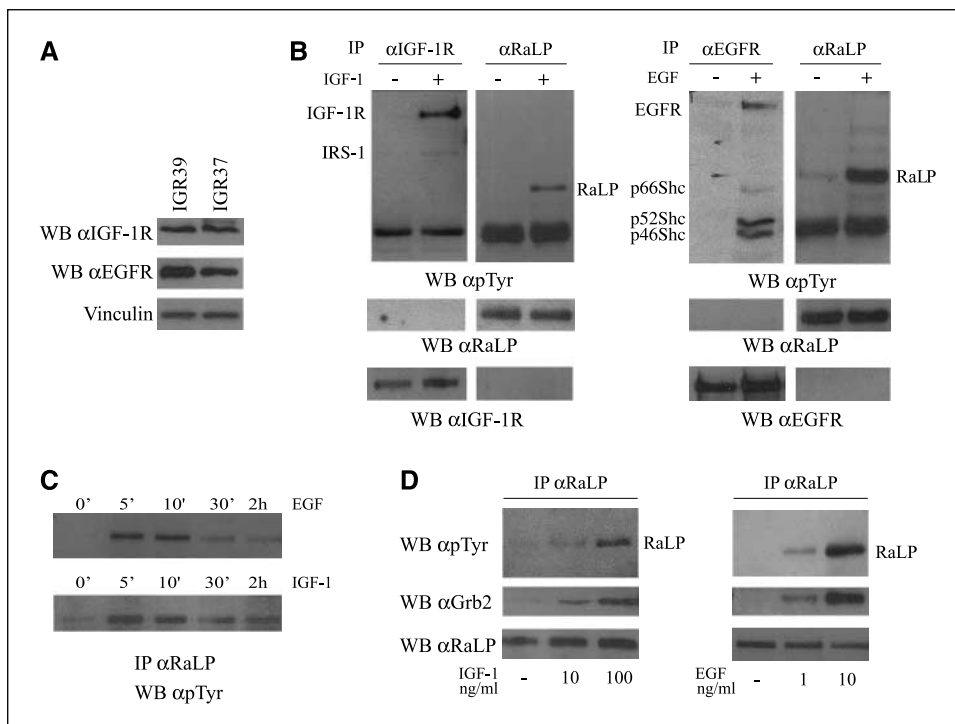 A
IGR39
IGR37
WB αIGF-1R
WB αEGFR
Vinculin
B
IP αIGF-1R αRaLP
IGF-1 - + - +
IGF-1R
IRS-1
RaLP
WB αpTyr
WB αRaLP
WB αIGF-1R
IP αEGFR αRaLP
EGF - + - +
EGFR
p66Shc
RaLP
p52Shc
p46Shc
WB αpTyr
WB αRaLP
WB αEGFR
C
0’ 5’ 10' 30’ 2h EGF
0’ 5’ 10’ 30’ 2h IGF-1
IP αRaLP
WB αpTyr
D
IP αRaLP
WB αpTyr RaLP
WB αGrb2
WB αRaLP
IGF-1 ng/ml - 10 100
IP αRaLP
RaLP
EGF ng/ml - 1 10